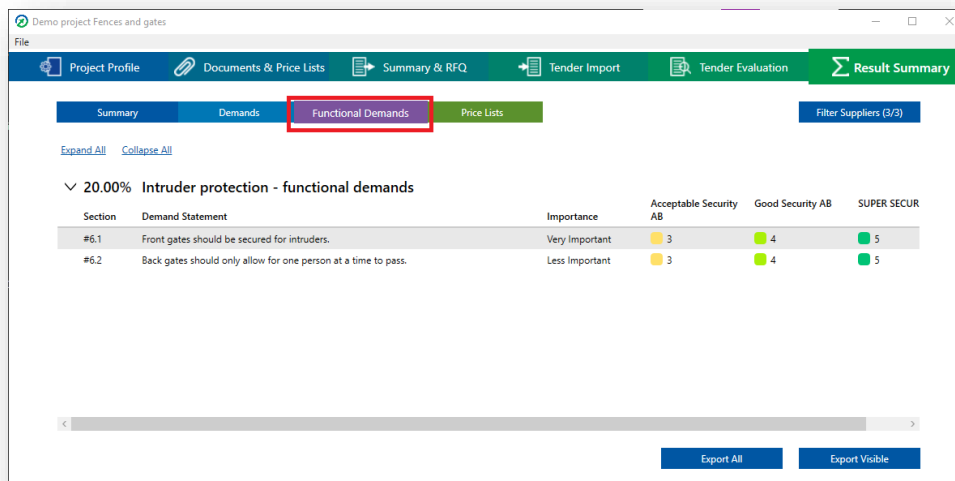 Demo project Fences and gates
File
Project Profile Documents & Price Lists Summary & RFQ Tender Import Tender Evaluation Result Summary
Summary Demands Functional Demands Price Lists Filter Suppliers (3/3)
Expand All Collapse All
20.00% Intruder protection - functional demands
Section Demand Statement Importance Acceptable Security AB Good Security AB SUPER SECUR
#6.1 Front gates should be secured for intruders. Very Important 3 4 5
#6.2 Back gates should only allow for one person at a time to pass. Less Important 3 4 5
Export All Export Visible